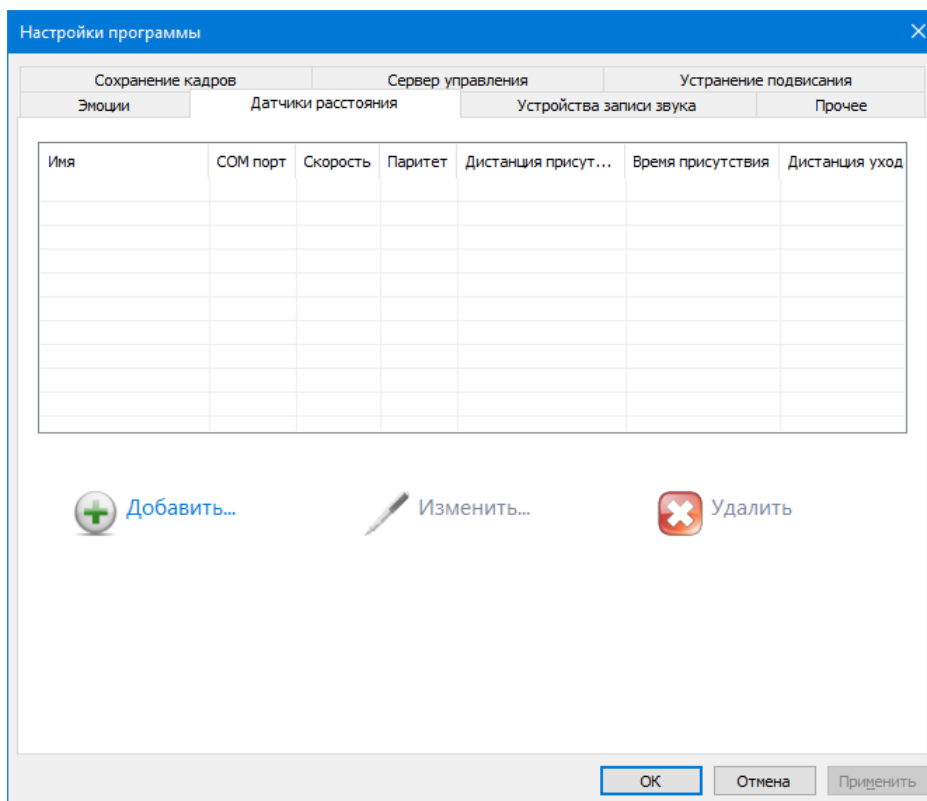 Настройки программы
Сохранение кадров Сервер управления Устранение подвисания
Эмоции Датчики расстояния Устройства записи звука Прочее
Имя COM порт Скорость Паритет Дистанция присут... Время присутствия Дистанция уход
Добавить... Изменить... Удалить
ОК Отмена Применить